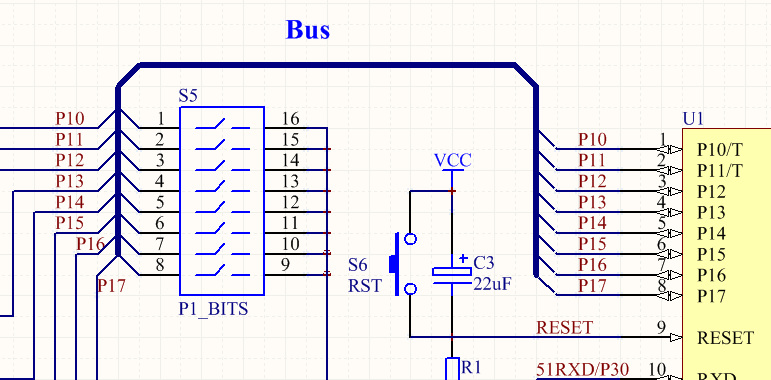 Bus
S5
U1
P10 1 16
P11 2 15
P12 3 14
P13 4 13
P14 5 12
P15 6 11
P16 7 10
P17 8 9
P1_BITS
VCC
S6
RST
C3
22uF
R1
P10 1 P10/T
P11 2 P11/T
P12 3 P12
P13 4 P13
P14 5 P14
P15 6 P15
P16 7 P16
P17 8 P17
RESET 9 RESET
51RXD/P30 10 RXD